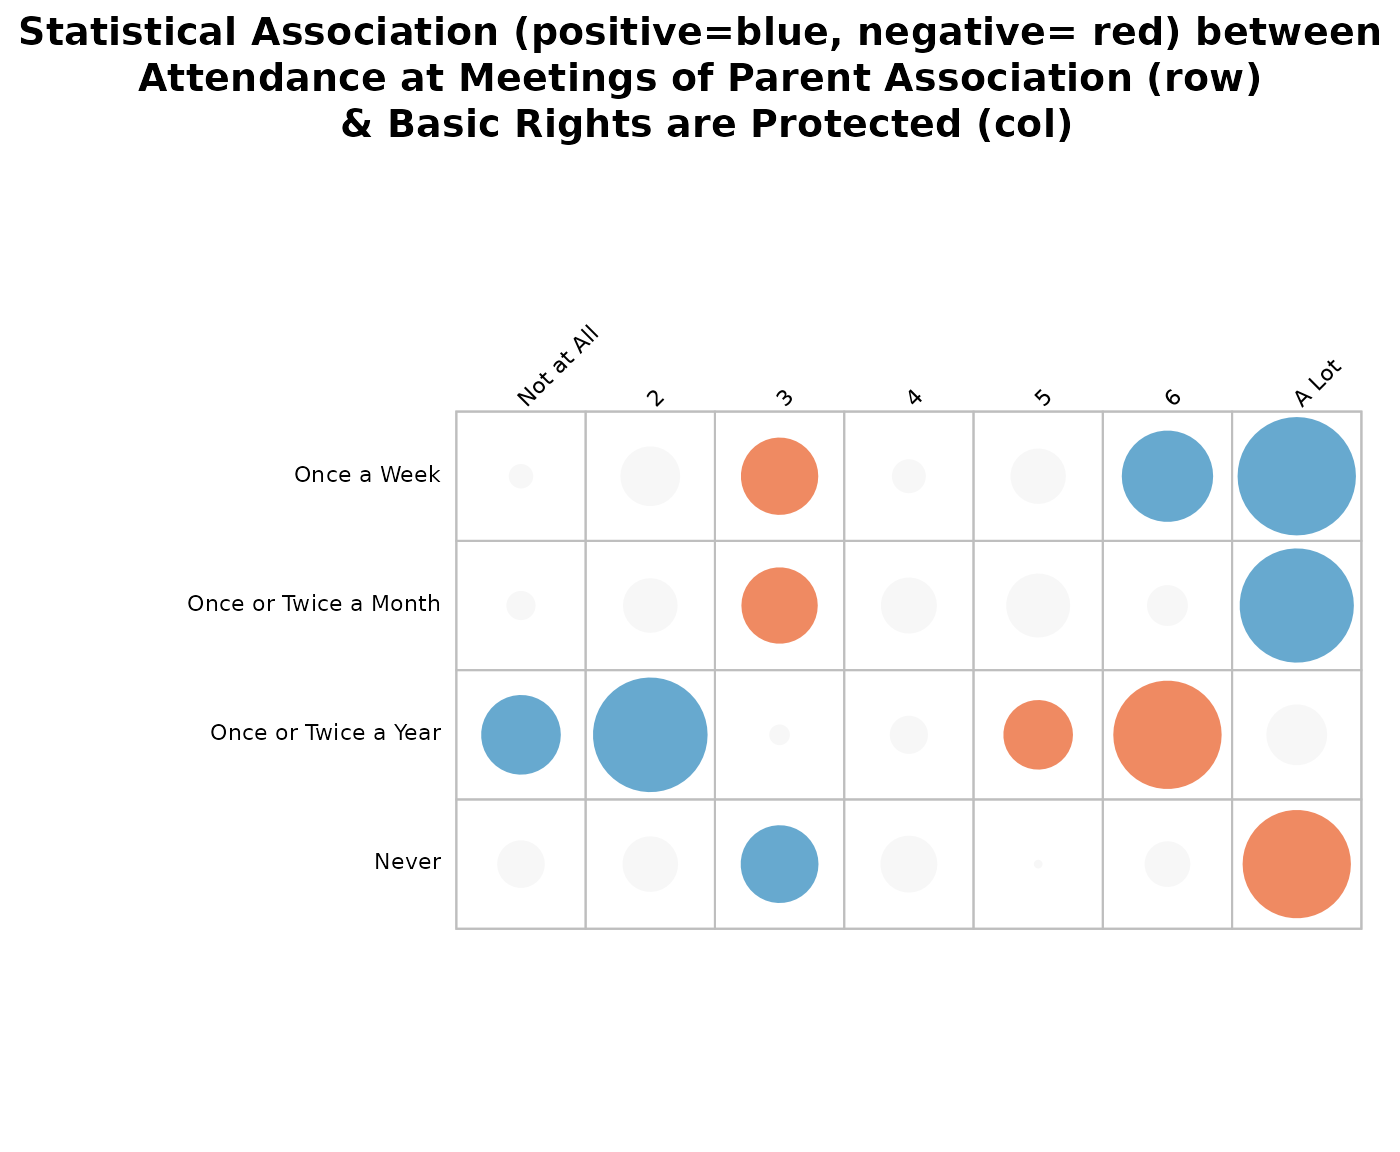 Statistical Association (positive=blue, negative= red) between
Attendance at Meetings of Parent Association (row)
& Basic Rights are Protected (col)
Not at All
2
3
4
5
6
A Lot
Once a Week
Once or Twice a Month
Once or Twice a Year
Never